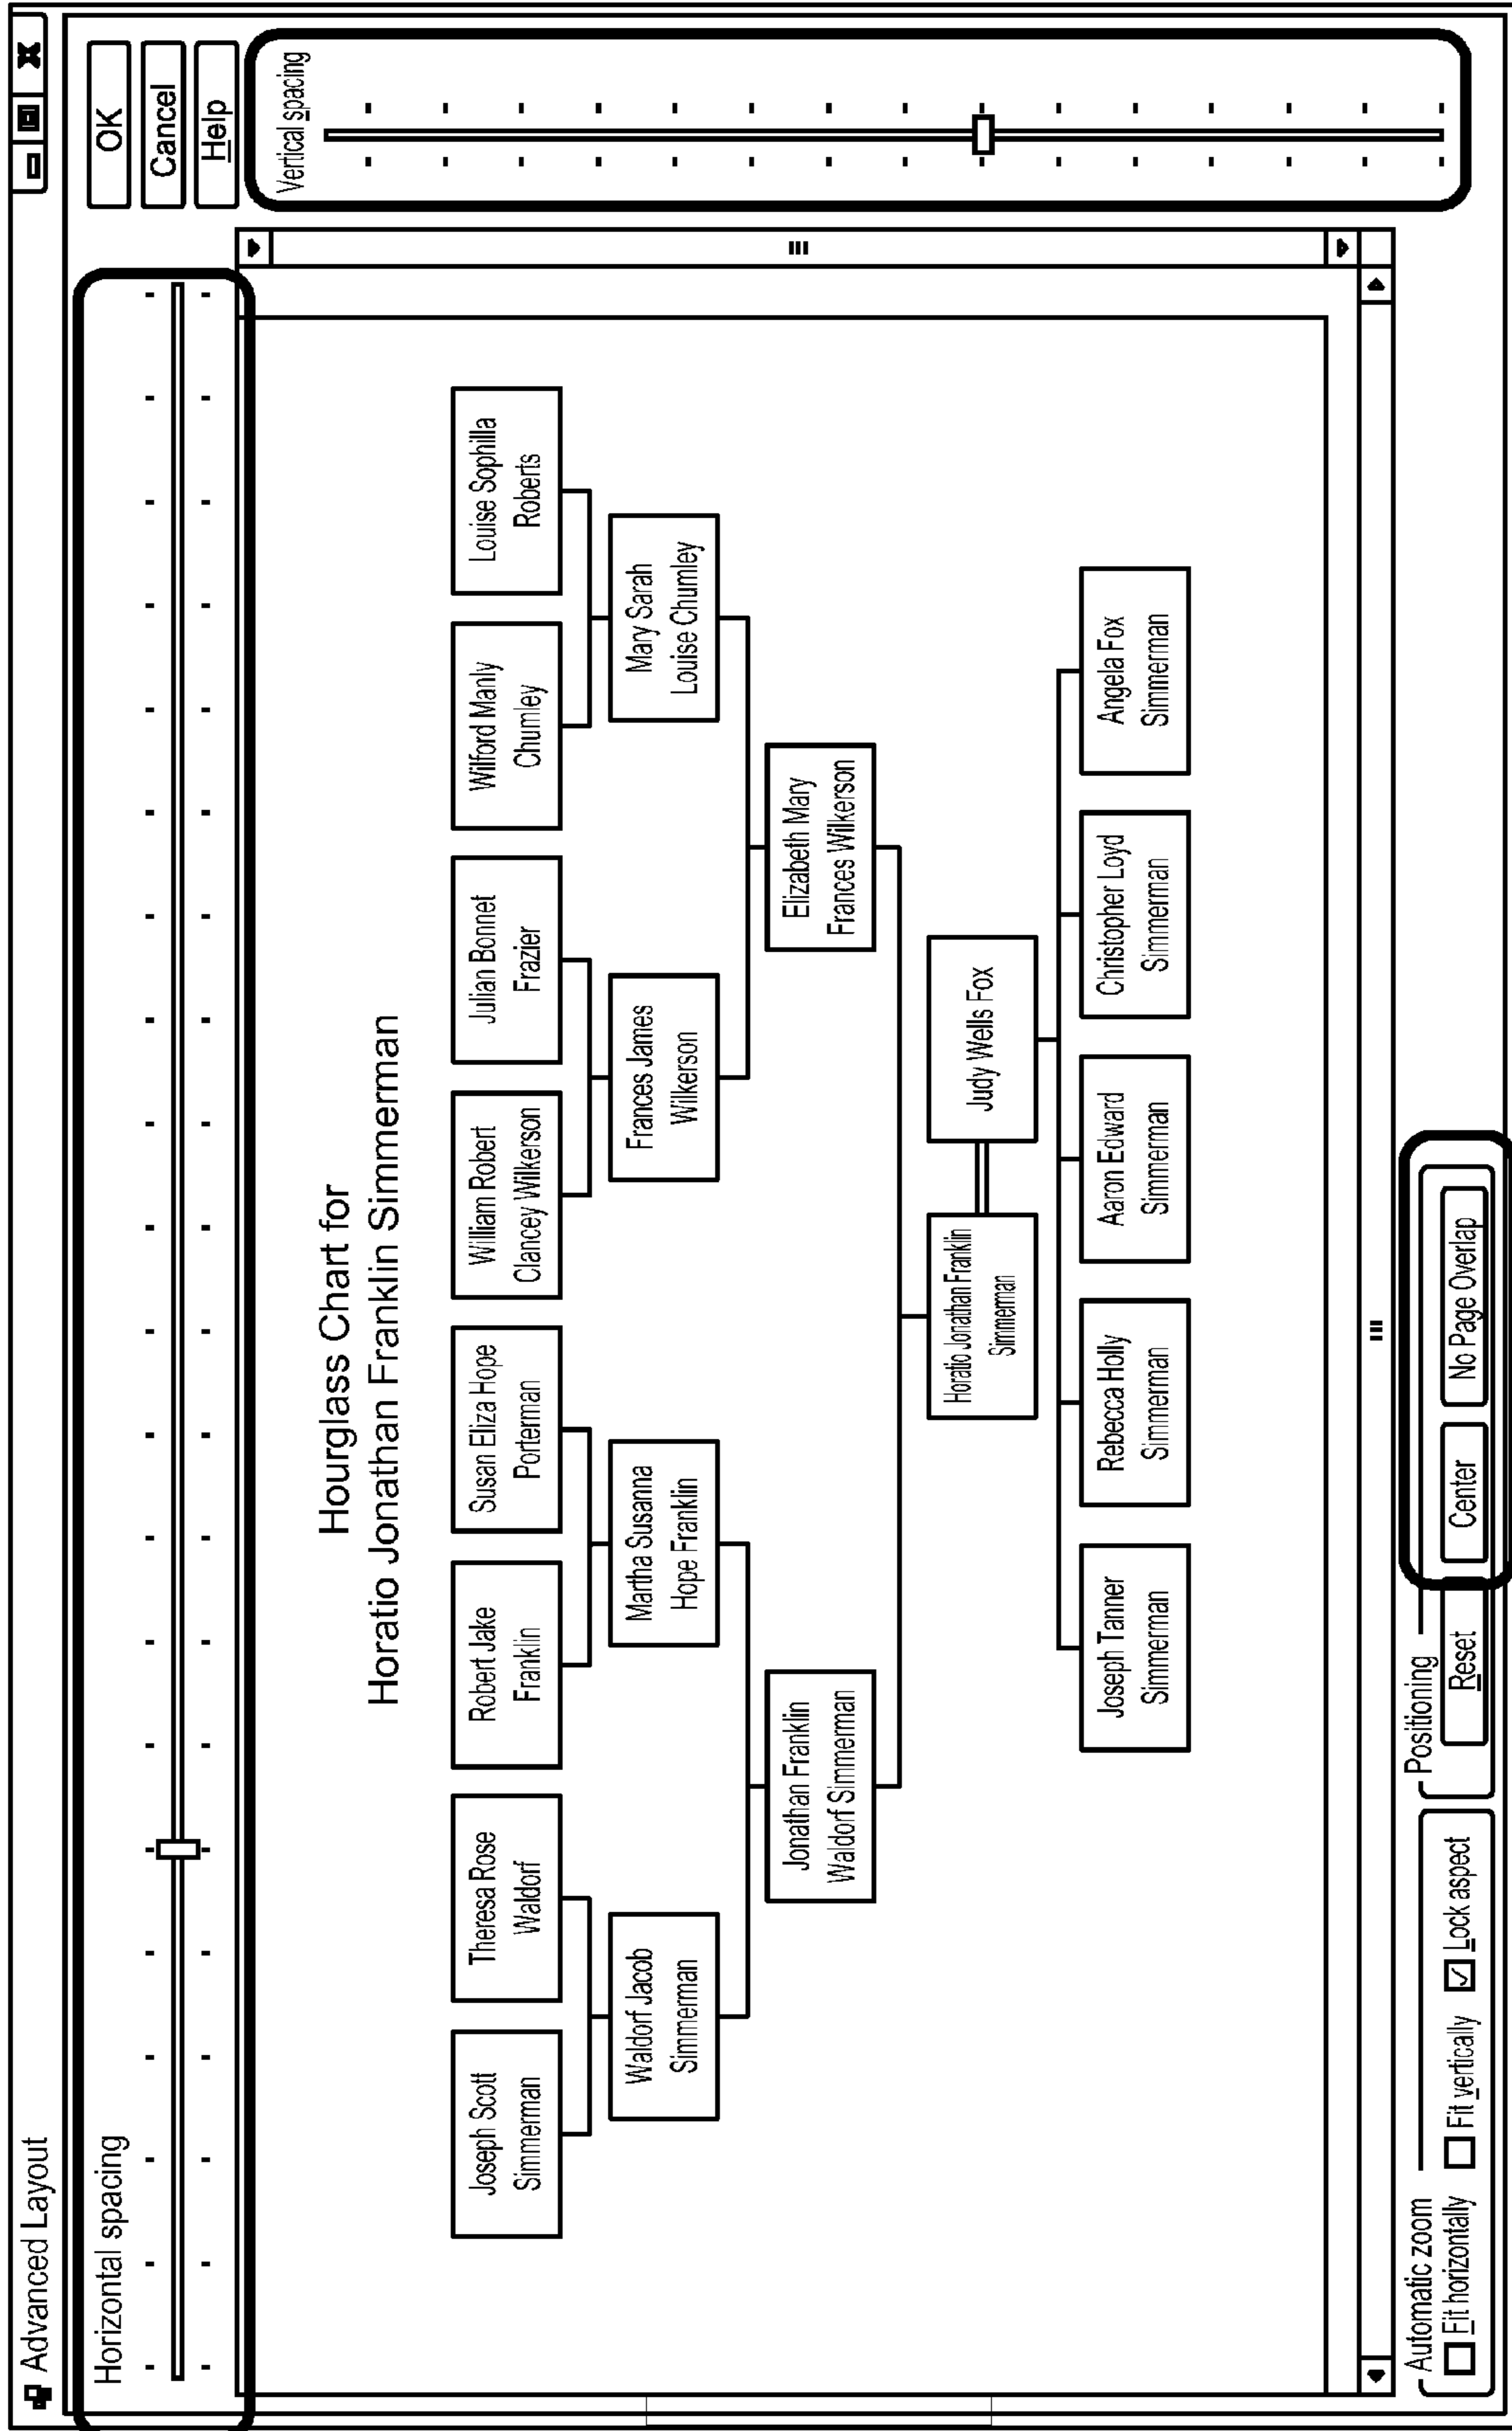 Advanced Layout
Horizontal spacing
OK
Cancel
Help
Vertical spacing
Hourglass Chart for
Horatio Jonathan Franklin Simmerman
Joseph Scott
Simmerman
Theresa Rose
Waldorf
Robert Jake
Franklin
Susan Eliza Hope
Porterman
William Robert
Clancey Wilkerson
Julian Bonnet
Frazier
Wilford Manly
Chumley
Louise Sophilla
Roberts
Waldorf Jacob
Simmerman
Martha Susanna
Hope Franklin
Frances James
Wilkerson
Mary Sarah
Louise Chumley
Jonathan Franklin
Waldorf Simmerman
Elizabeth Mary
Frances Wilkerson
Horatio Jonathan Franklin
Simmerman
Judy Wells Fox
Joseph Tanner
Simmerman
Rebecca Holly
Simmerman
Aaron Edward
Simmerman
Christopher Loyd
Simmerman
Angela Fox
Simmerman
Automatic zoom
Fit horizontally
Fit vertically
Lock aspect
Positioning
Reset
Center
No Page Overlap